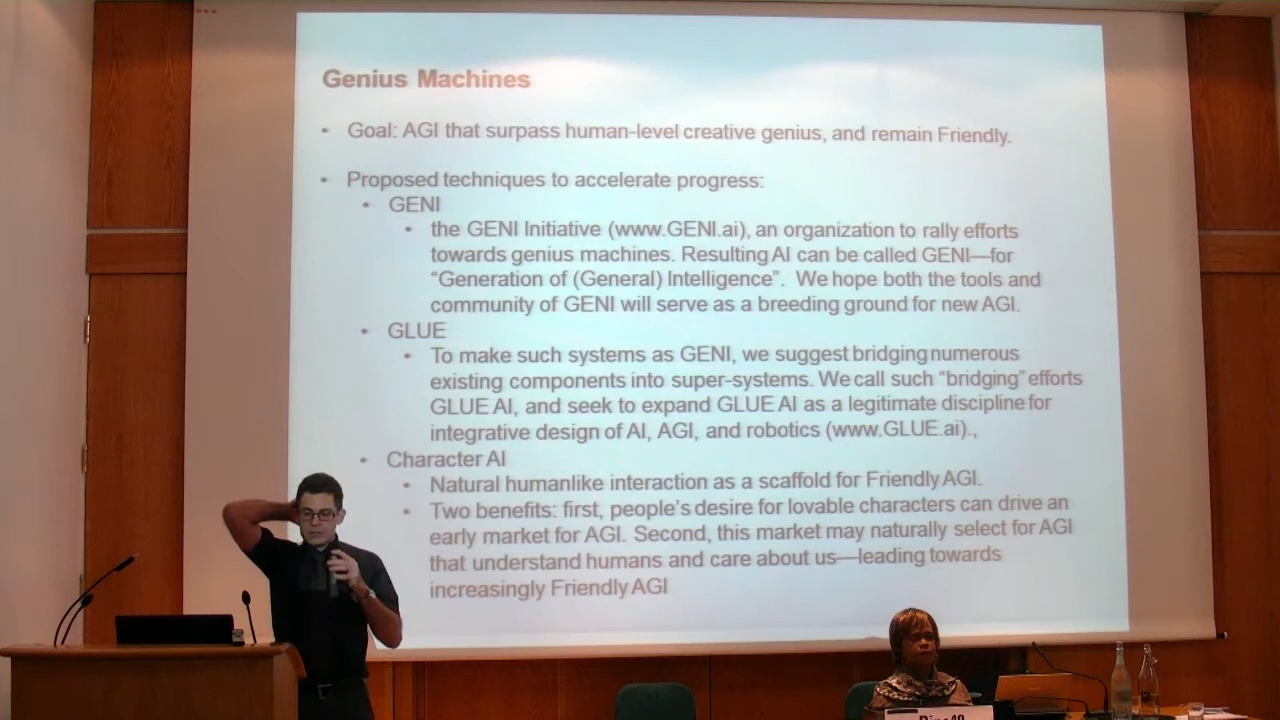 Genius Machines
• Goal: AGI that surpass human-level creative genius, and remain Friendly.
• Proposed techniques to accelerate progress:
• GENI
• the GENI Initiative (www.GENI.ai), an organization to rally efforts
towards genius machines. Resulting AI can be called GENI—for
“Generation of (General) Intelligence”. We hope both the tools and
community of GENI will serve as a breeding ground for new AGI.
• GLUE
• To make such systems as GENI, we suggest bridging numerous
existing components into super-systems. We call such “bridging” efforts
GLUE AI, and seek to expand GLUE AI as a legitimate discipline for
integrative design of AI, AGI, and robotics (www.GLUE.ai).,
• Character AI
• Natural humanlike interaction as a scaffold for Friendly AGI.
• Two benefits: first, people’s desire for lovable characters can drive an
early market for AGI. Second, this market may naturally select for AGI
that understand humans and care about us—leading towards
increasingly Friendly AGI